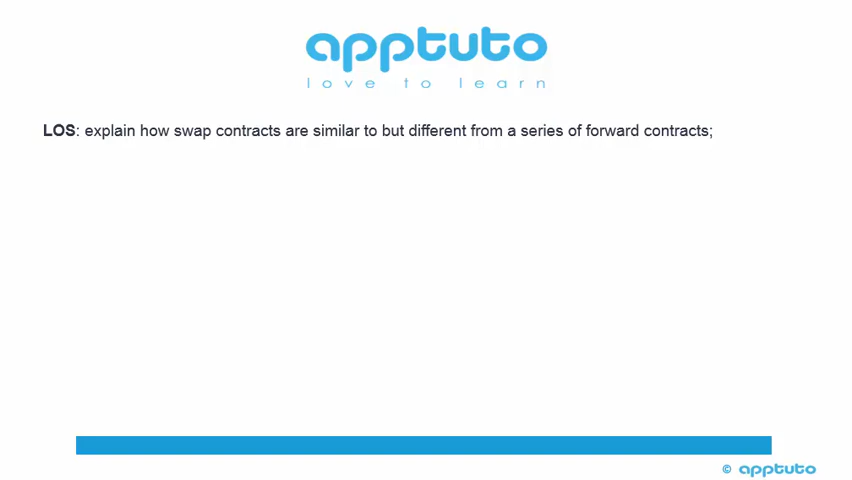 apptuto
love to learn
LOS: explain how swap contracts are similar to but different from a series of forward contracts;
© apptuto